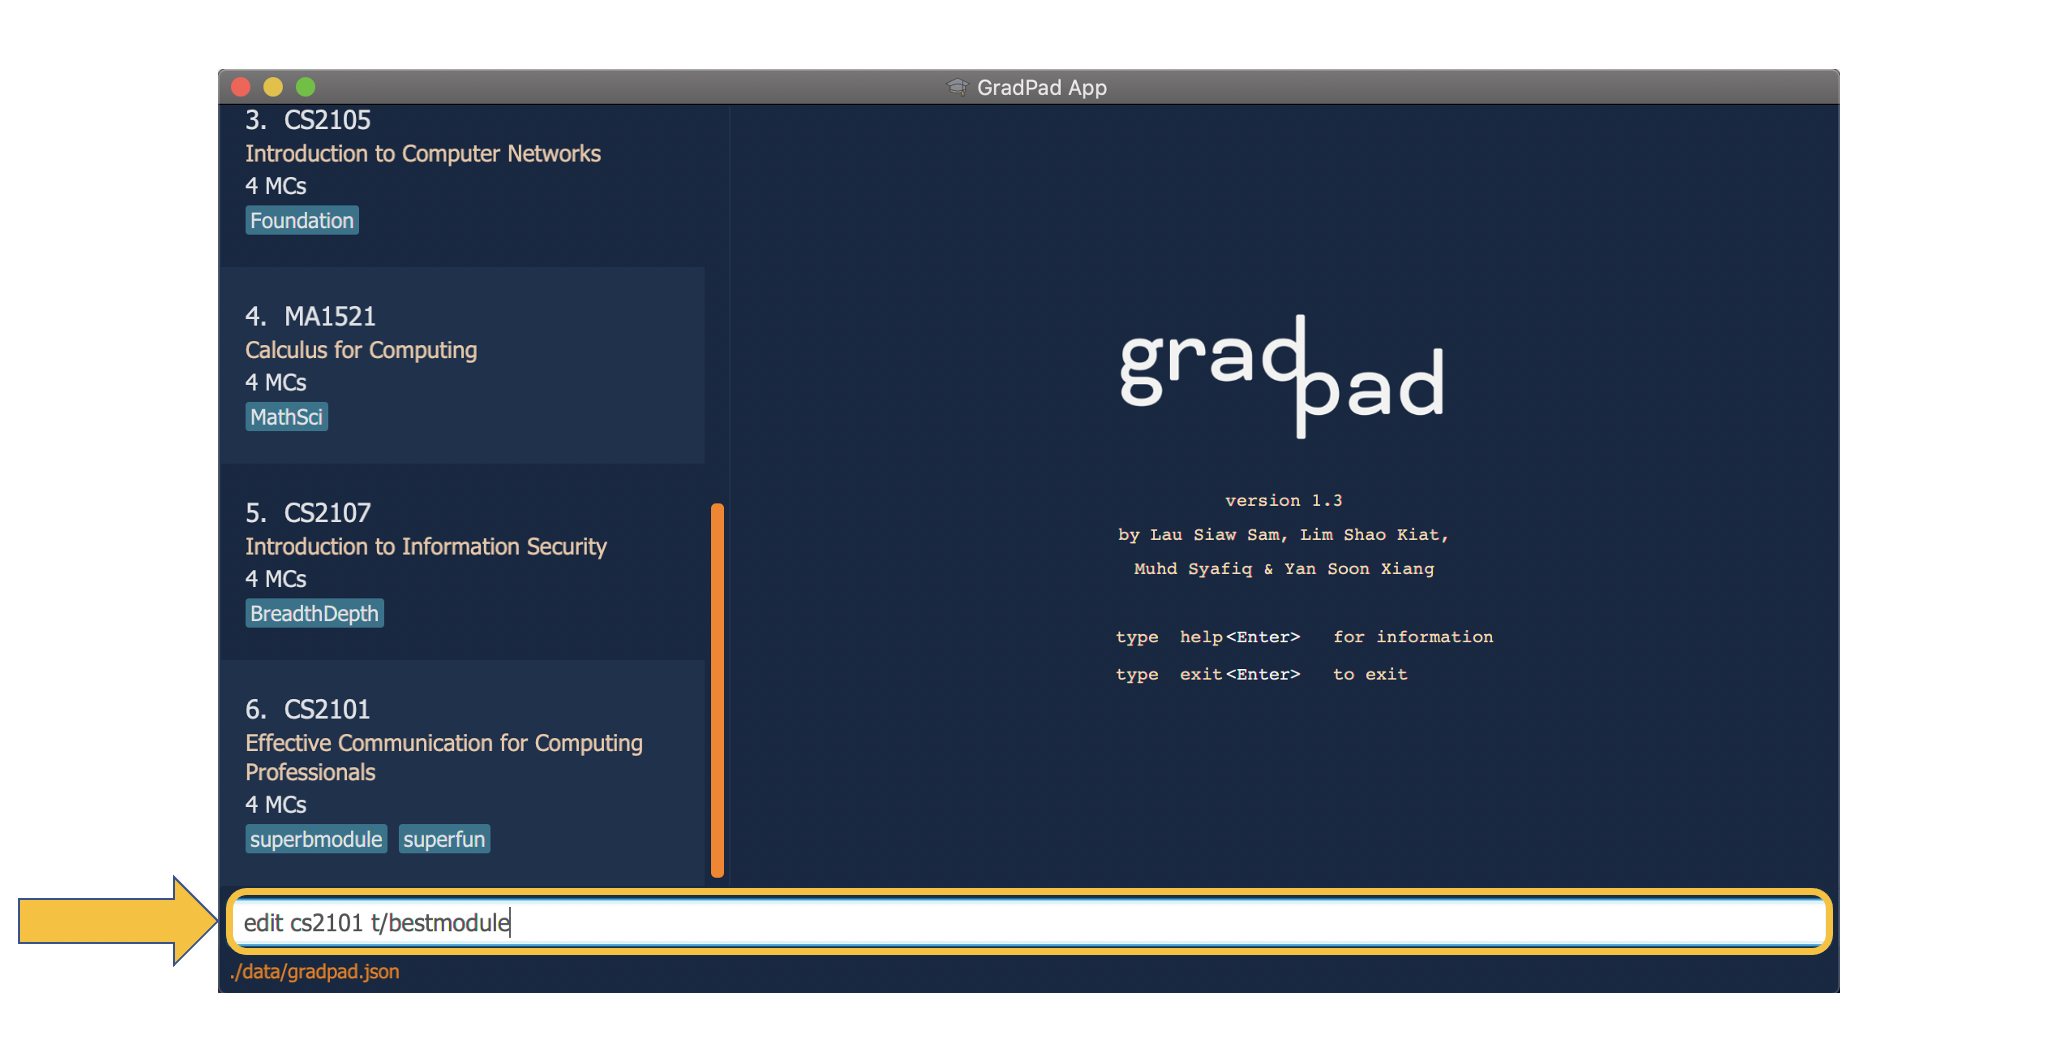 GradPad App
3. CS2105
Introduction to Computer Networks
4 MCs
Foundation
4. MA1521
Calculus for Computing
4 MCs
MathSci
5. CS2107
Introduction to Information Security
4 MCs
BreadthDepth
6. CS2101
Effective Communication for Computing
Professionals
4 MCs
superbmodule superfun
gradpad
version 1.3
by Lau Siaw Sam, Lim Shao Kiat,
Muhd Syafiq & Yan Soon Xiang
type help<Enter> for information
type exit<Enter> to exit
edit cs2101 t/bestmodule
./data/gradpad.json